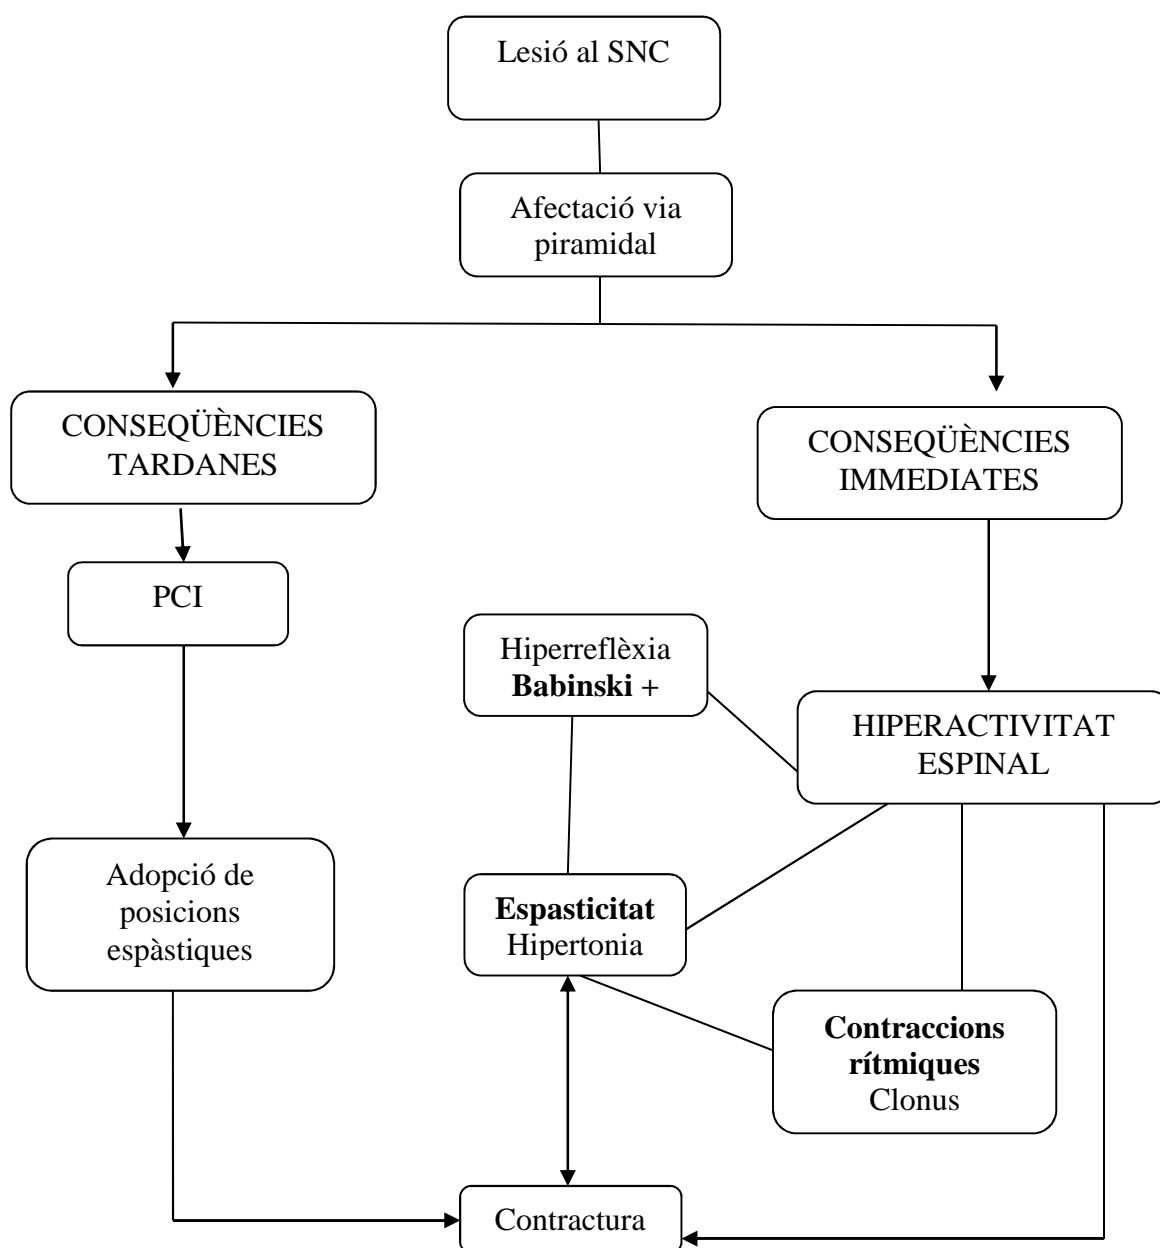 Lesió al SNC
Afectació via
piramidal
CONSEQÜÈNCIES
TARDANES
CONSEQÜÈNCIES
IMMEDIATES
PCI
Hiperreflèxia
Babinski +
HIPERACTIVITAT
ESPINAL
Adopció de
posicions
espàstiques
Espasticitat
Hipertonia
Contraccions
rítmiques
Clonus
Contractura